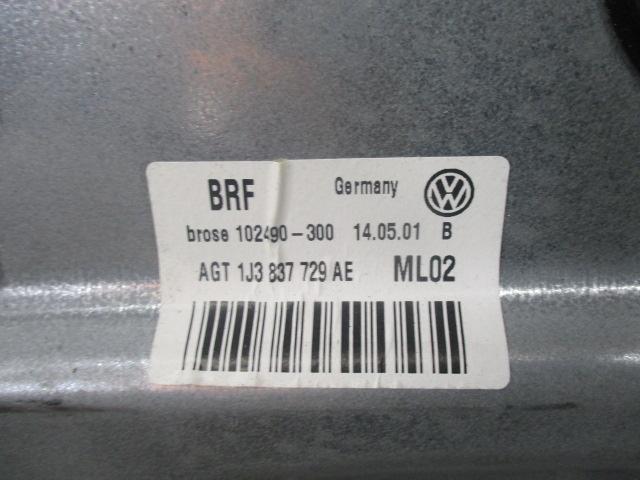 BRF Germany
brose 102490-300 14.05.01 B
AGT 1J3 837 729 AE ML02